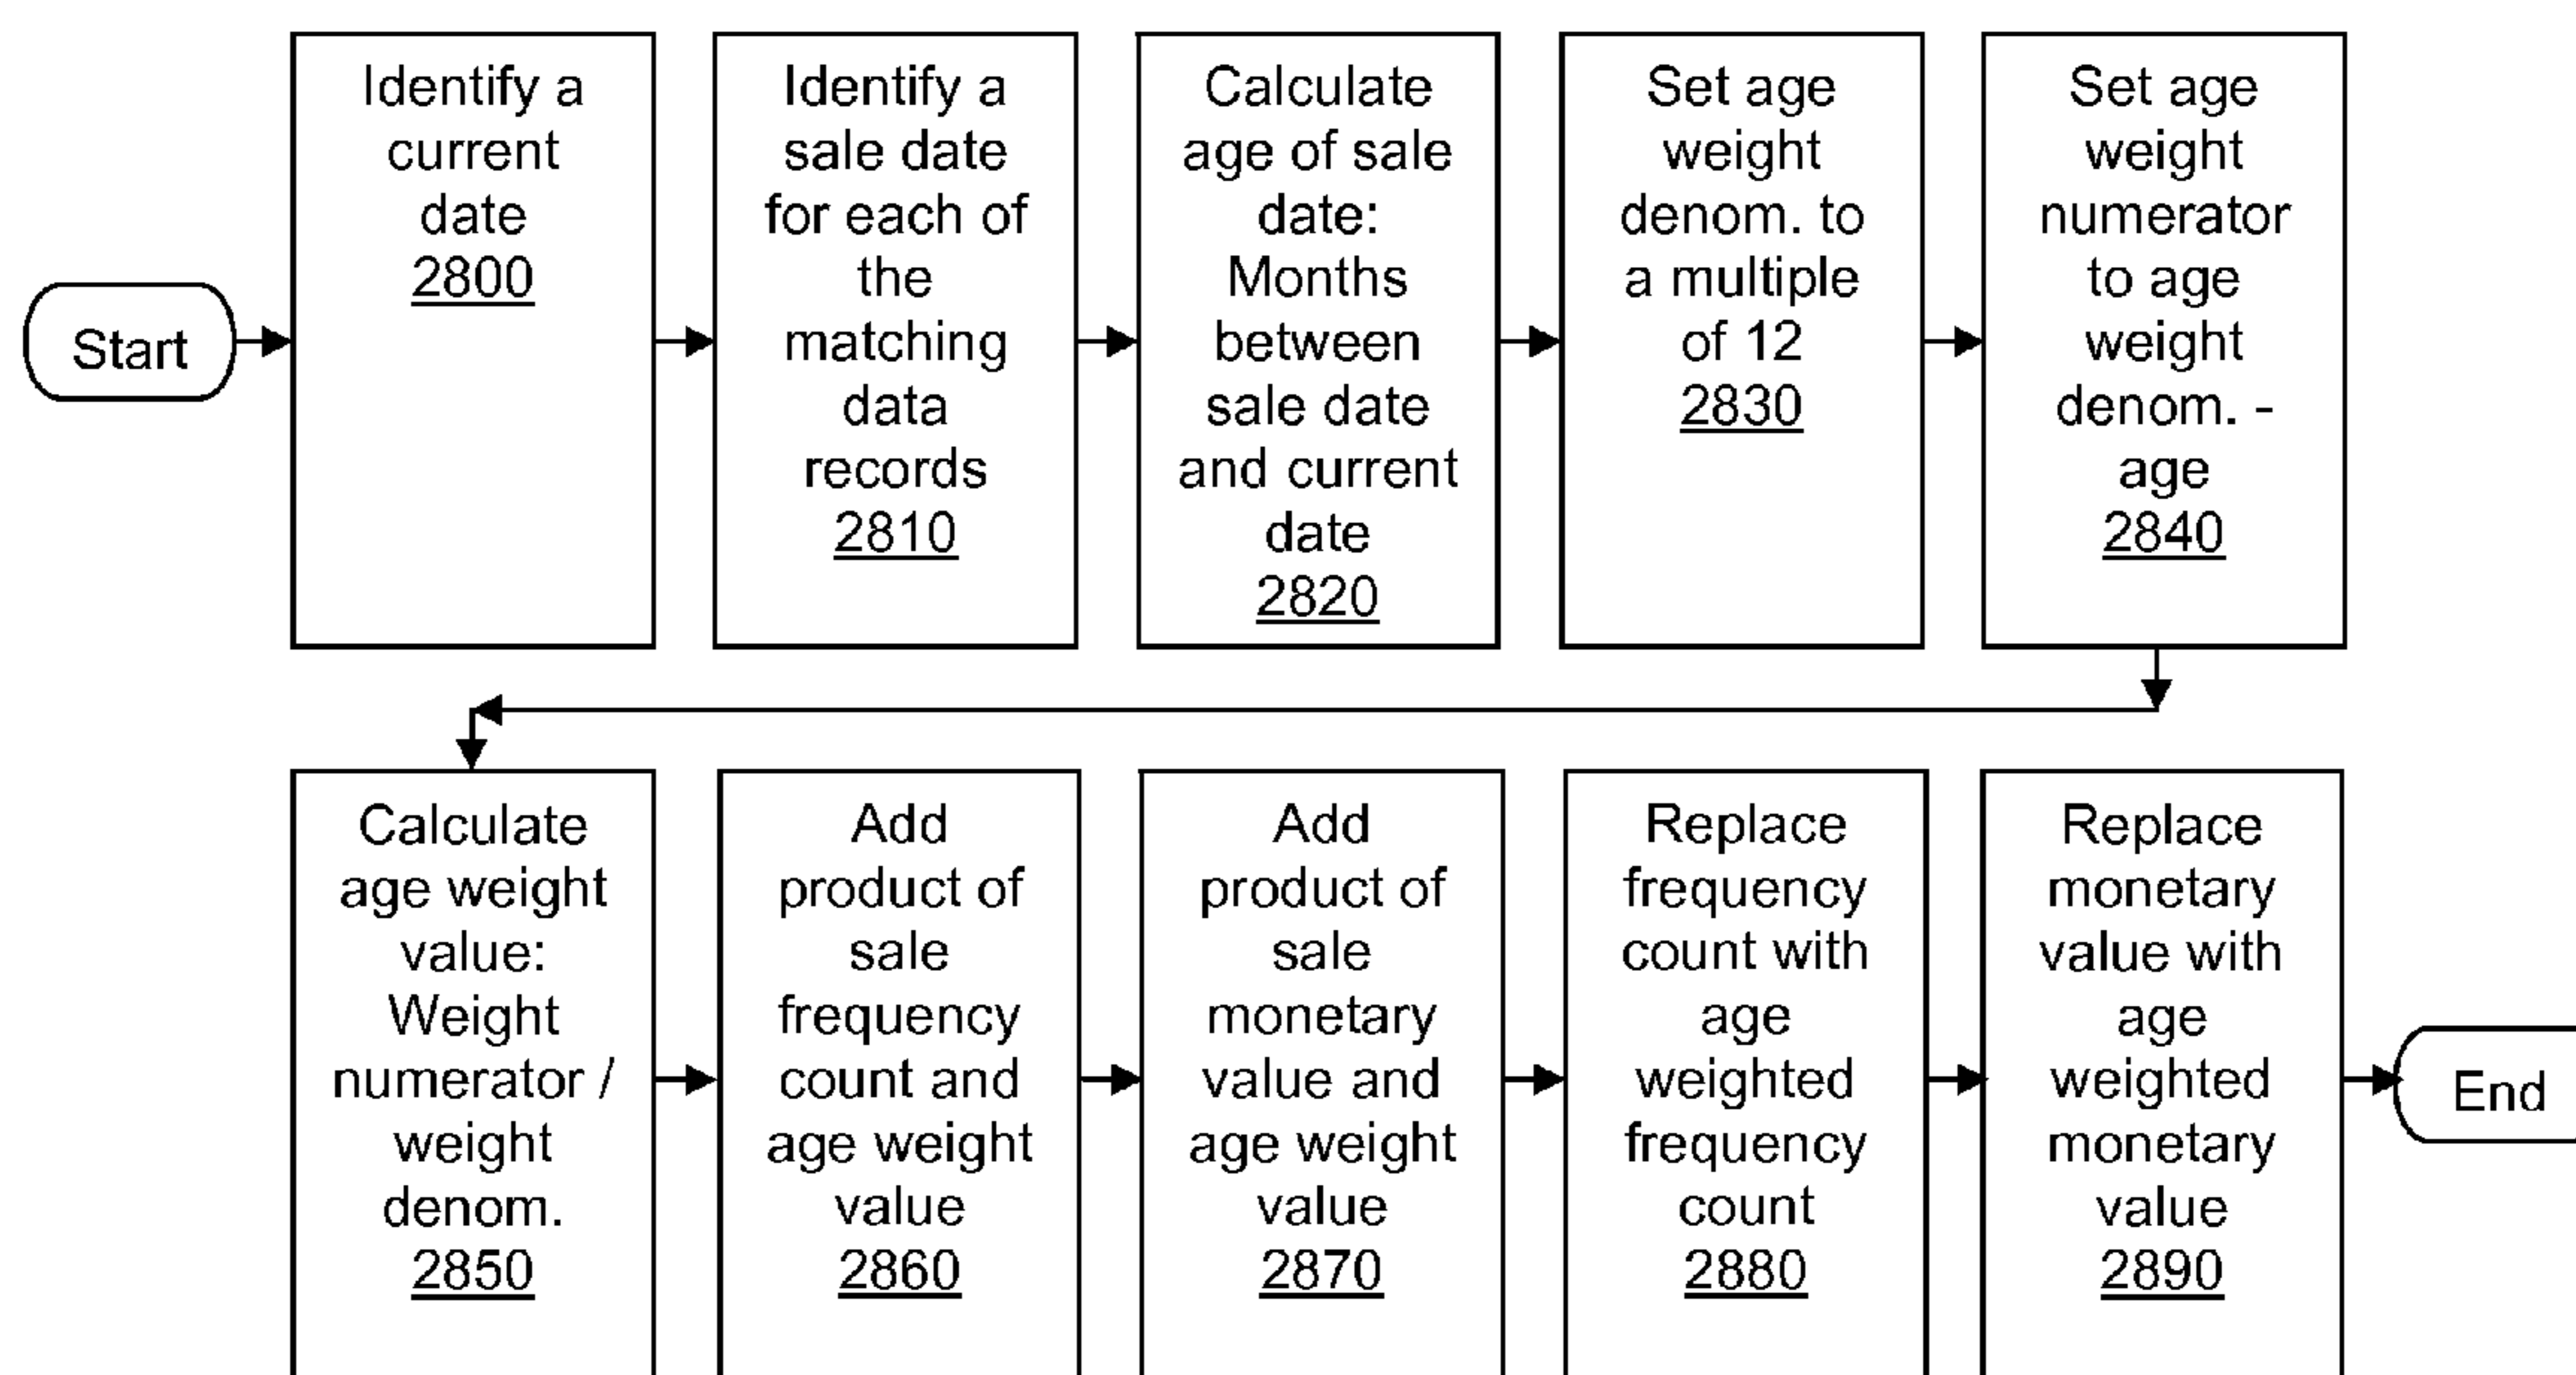 Start
Identify a
current
date
2800
Identify a
sale date
for each of
the
matching
data
records
2810
Calculate
age of sale
date:
Months
between
sale date
and current
date
2820
Set age
weight
denom. to
a multiple
of 12
2830
Set age
weight
numerator
to age
weight
denom. -
age
2840
Calculate
age weight
value:
Weight
numerator /
weight
denom.
2850
Add
product of
sale
frequency
count and
age weight
value
2860
Add
product of
sale
monetary
value and
age weight
value
2870
Replace
frequency
count with
age
weighted
frequency
count
2880
Replace
monetary
value with
age
weighted
monetary
value
2890
End